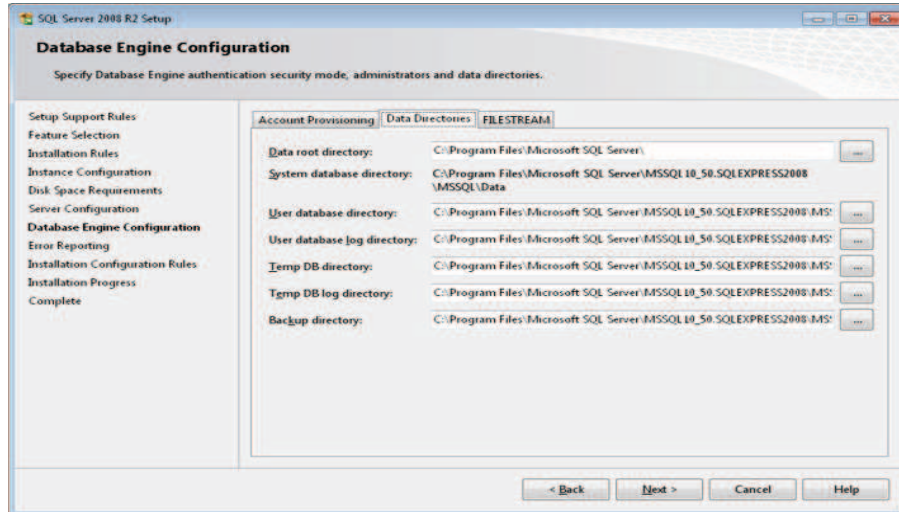 SQL Server 2008 R2 Setup
Database Engine Configuration
Specify Database Engine authentication security mode, administrators and data directories.
Setup Support Rules
Feature Selection
Installation Rules
Instance Configuration
Disk Space Requirements
Server Configuration
Database Engine Configuration
Error Reporting
Installation Configuration Rules
Installation Progress
Complete
Account Provisioning Data Directories FILESTREAM
Data root directory: C:\Program Files\Microsoft SQL Server\ ...
System database directory: C:\Program Files\Microsoft SQL Server\MSSQL10_50.SQLEXPRESS2008
\MSSQL\Data
User database directory: C:\Program Files\Microsoft SQL Server\MSSQL10_50.SQLEXPRESS2008\MS! ...
User database log directory: C:\Program Files\Microsoft SQL Server\MSSQL10_50.SQLEXPRESS2008\MS! ...
Temp DB directory: C:\Program Files\Microsoft SQL Server\MSSQL10_50.SQLEXPRESS2008\MS! ...
Temp DB log directory: C:\Program Files\Microsoft SQL Server\MSSQL10_50.SQLEXPRESS2008\MS! ...
Backup directory: C:\Program Files\Microsoft SQL Server\MSSQL10_50.SQLEXPRESS2008\MS! ...
< Back Next > Cancel Help